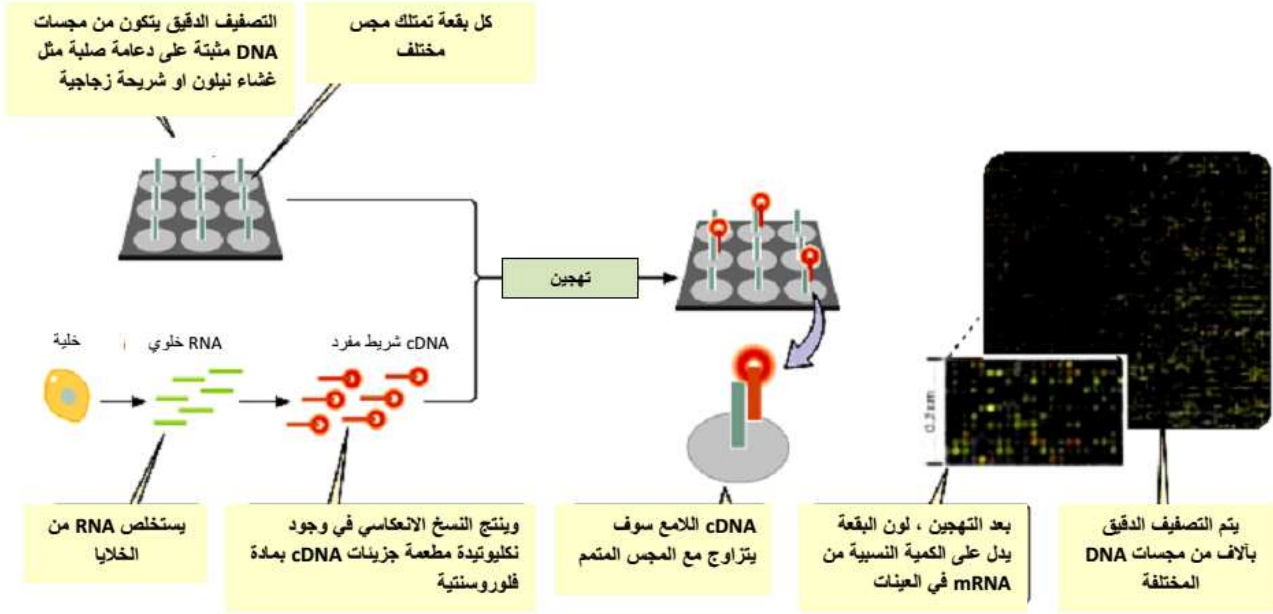 التصفيف الدقيق يتكون من مجسات
DNA مثبتة على دعامة صلبة مثل
غشاء نيلون او شريحة زجاجية
كل بقعة تمتلك مجس
مختلف
تهجين
خلية
RNA خلوي
cDNA شريط مفرد
0.2 cm
يستخلص RNA من
الخلايا
وينتج النسخ الانعكاسي في وجود
نكليوتيدة مطعمة جزيئات cDNA بمادة
فلوروسنتية
cDNA اللامع سوف
يتزاوج مع المجس المتمم
بعد التهجين ، لون البقعة
يدل على الكمية النسبية من
mRNA في العينات
يتم التصفيف الدقيق
بآلاف من مجسات DNA
المختلفة